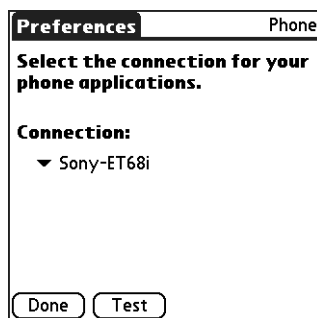 Preferences Phone
Select the connection for your
phone applications.
Connection:
Sony-ET68i
Done Test